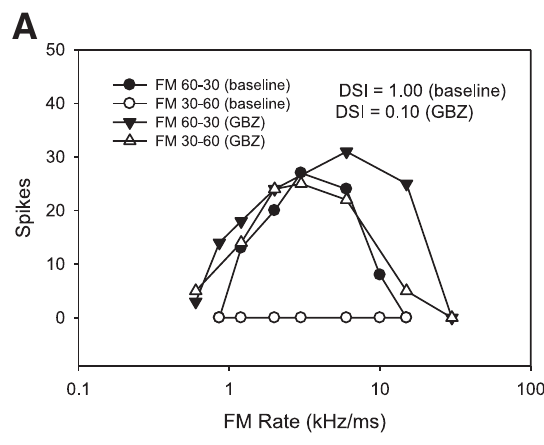 A
50
40
30
20
10
0
Spikes
FM 60-30 (baseline)
FM 30-60 (baseline)
FM 60-30 (GBZ)
FM 30-60 (GBZ)
DSI = 1.00 (baseline)
DSI = 0.10 (GBZ)
0.1 1 10 100
FM Rate (kHz/ms)